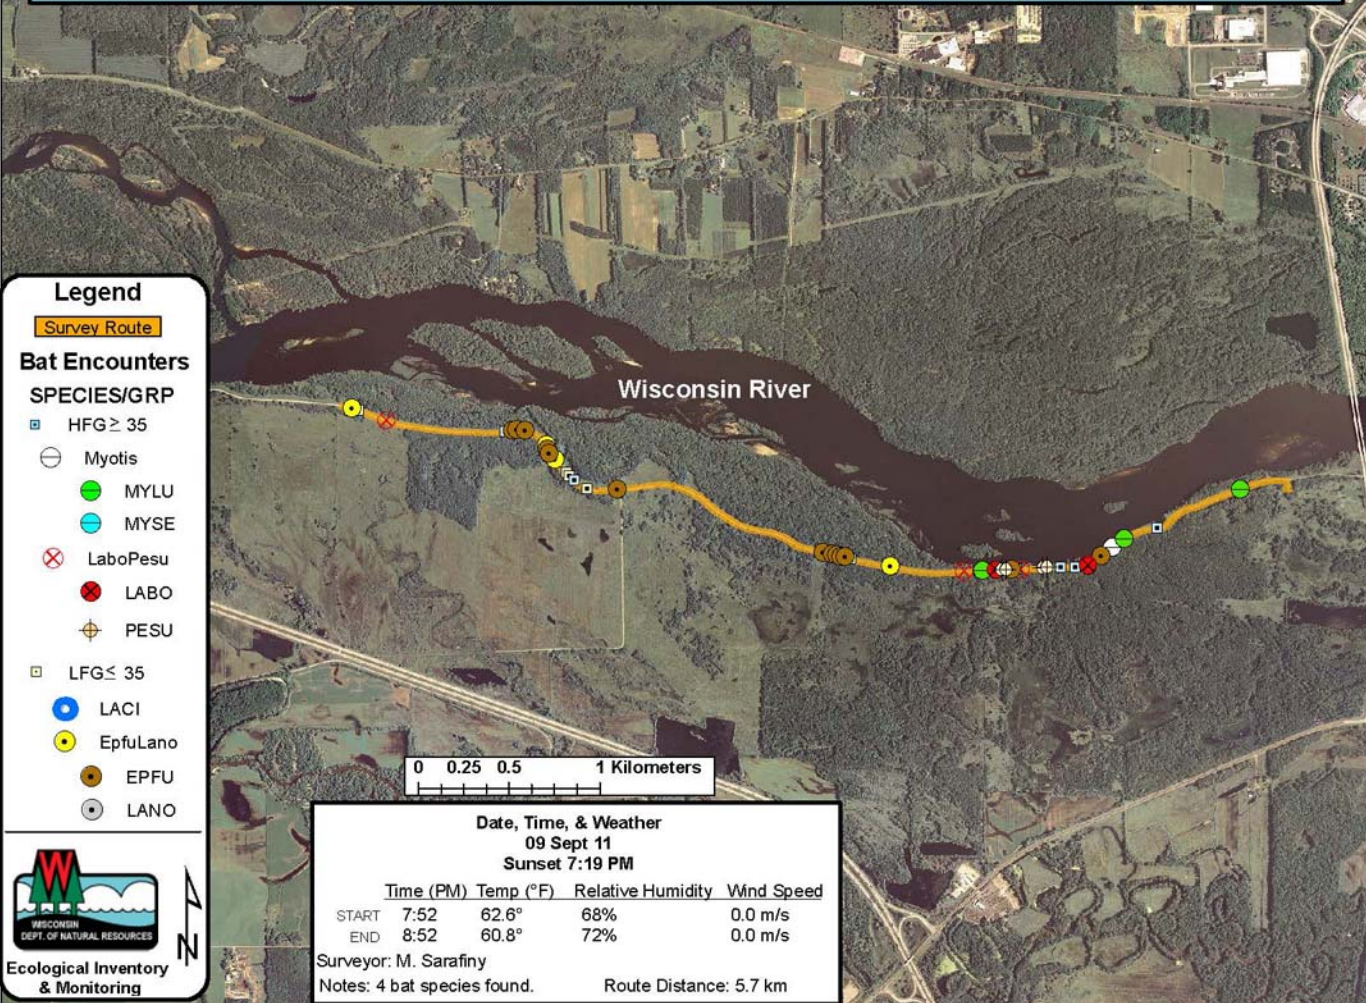 Wisconsin River
Legend
Survey Route
Bat Encounters
SPECIES/GRP
HFG ≥ 35
Myotis
MYLU
MYSE
LaboPesu
LABO
PESU
LFG ≤ 35
LACI
EpfuLano
EPFU
LANO
W
WISCONSIN
DEPT. OF NATURAL RESOURCES
N
Ecological Inventory
& Monitoring
0 0.25 0.5 1 Kilometers
Date, Time, & Weather
09 Sept 11
Sunset 7:19 PM
Time (PM) Temp (°F) Relative Humidity Wind Speed
START 7:52 62.6° 68% 0.0 m/s
END 8:52 60.8° 72% 0.0 m/s
Surveyor: M. Sarafiny
Notes: 4 bat species found. Route Distance: 5.7 km